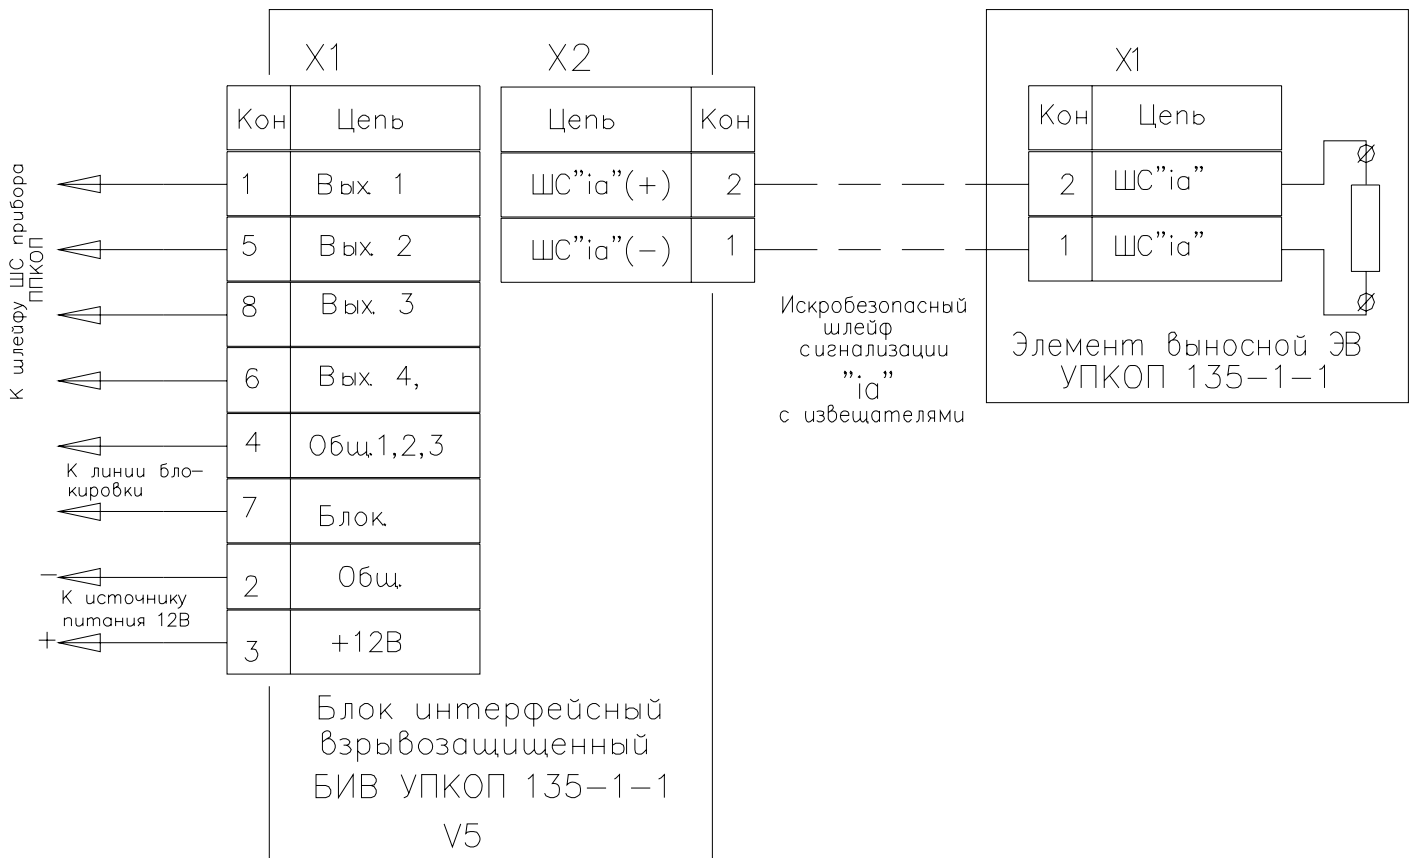 X1
X2
Кон Цепь
Цепь Кон
1 Вых. 1
5 Вых. 2
8 Вых. 3
6 Вых. 4,
4 Общ.1,2,3
7 Блок.
2 Общ.
3 +12В
ШС"ia"(+) 2
ШС"ia"(−) 1
К шлейфу ШС прибора
ППКОП
К линии бло–
кировки
−
К источнику
питания 12В
+
Блок интерфейсный
взрывозащищенный
БИВ УПКОП 135–1–1
V5
Искробезопасный
шлейф
сигнализации
"ia"
с извещателями
X1
Кон Цепь
2 ШС"ia"
1 ШС"ia"
Элемент выносной ЭВ
УПКОП 135–1–1